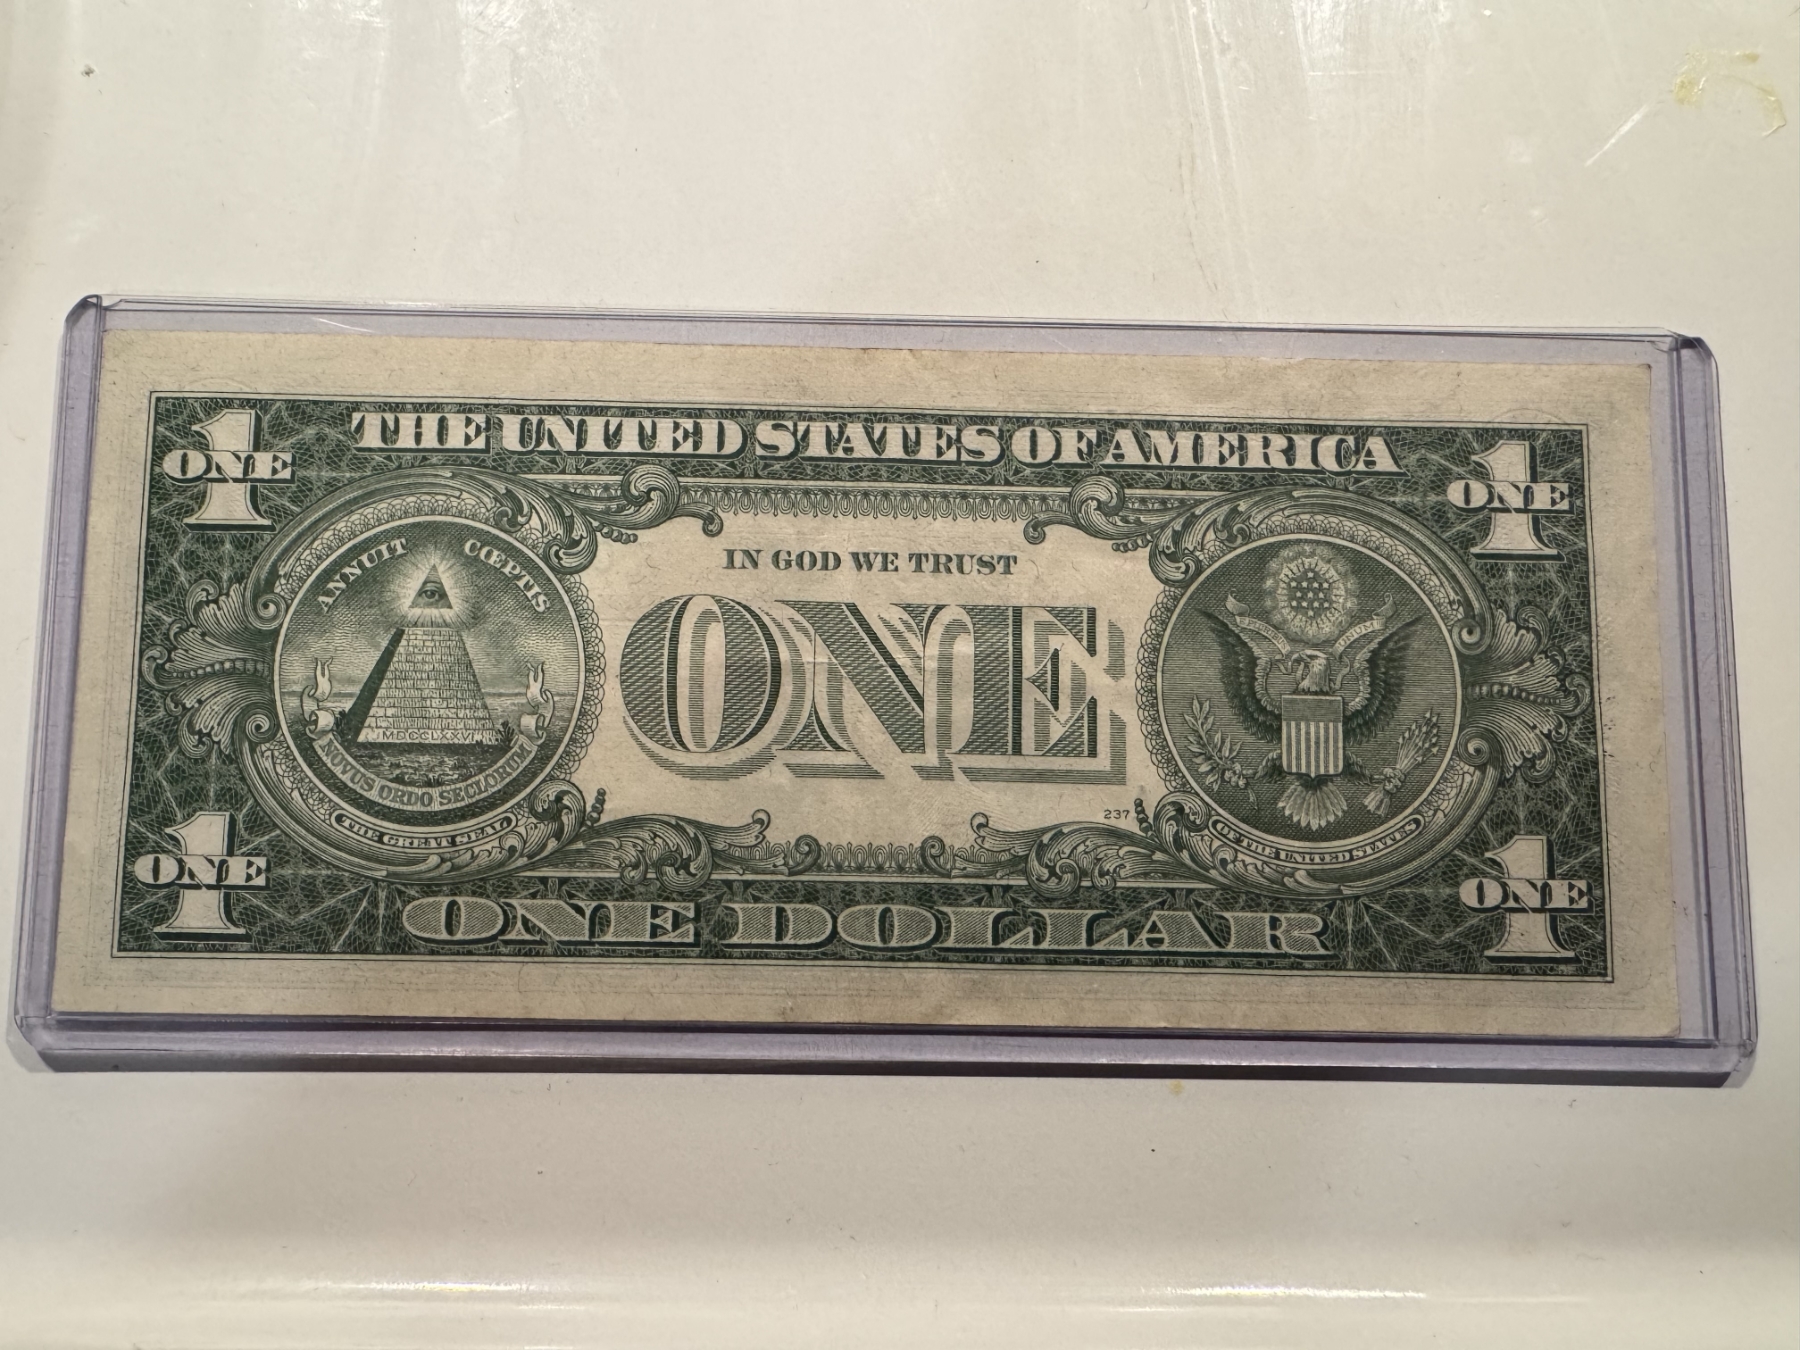 THE UNITED STATES OF AMERICA
1
ONE
1
ONE
ANNUIT CŒPTIS
IN GOD WE TRUST
ONE
MDCCLXXVI
NOVUS ORDO SECLORUM
THE GREAT SEAL
237
OF THE UNITED STATES
1
ONE
1
ONE
ONE DOLLAR